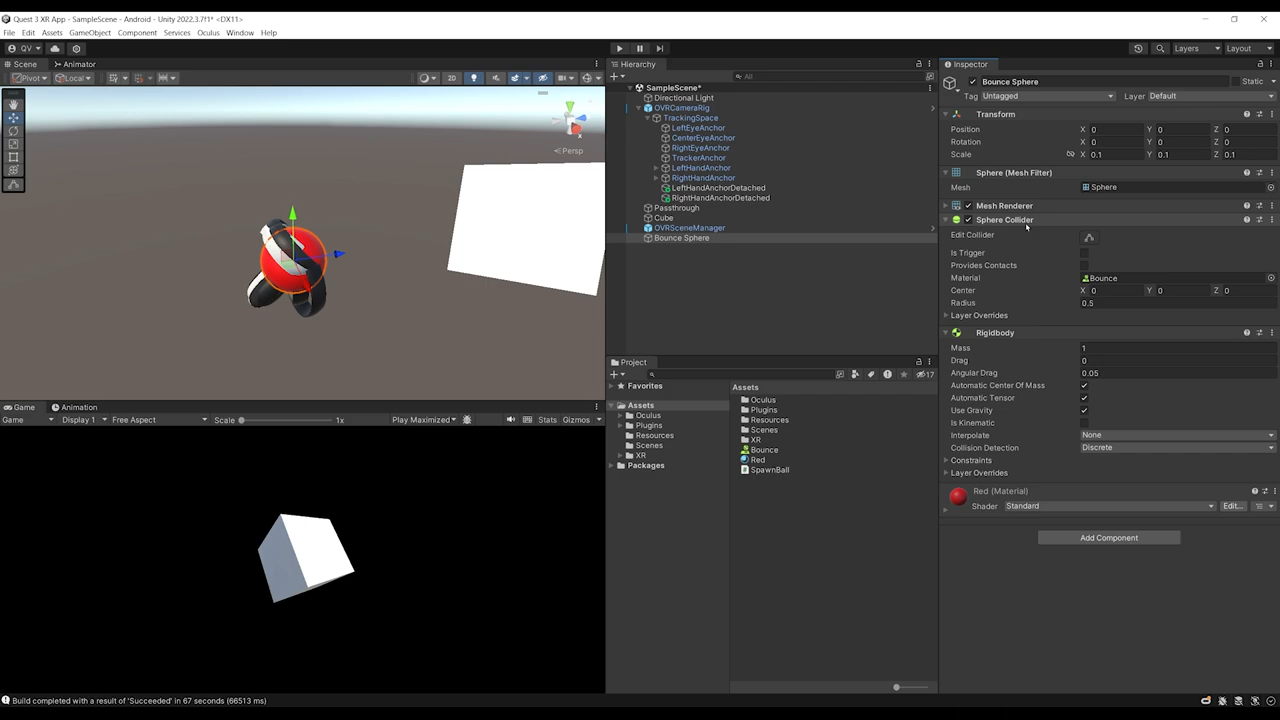 Quest 3 XR App - SampleScene - Android - Unity 2022.3.7f1* <DX11>
File Edit Assets GameObject Component Services Oculus Window Help
QV Layers Layout
Scene Animator
Pivot Local 2D
Persp
Game Animation
Game Display 1 Free Aspect Scale 1x Play Maximized Stats Gizmos
Hierarchy
All
SampleScene*
Directional Light
OVRCameraRig
TrackingSpace
LeftEyeAnchor
CenterEyeAnchor
RightEyeAnchor
TrackerAnchor
LeftHandAnchor
RightHandAnchor
LeftHandAnchorDetached
RightHandAnchorDetached
Passthrough
Cube
OVRSceneManager
Bounce Sphere
Project
17
Favorites
Assets
Oculus
Plugins
Resources
Scenes
XR
Packages
Assets
Oculus
Plugins
Resources
Scenes
XR
Bounce
Red
SpawnBall
Inspector
Bounce Sphere Static
Tag Untagged Layer Default
Transform
Position X 0 Y 0 Z 0
Rotation X 0 Y 0 Z 0
Scale X 0.1 Y 0.1 Z 0.1
Sphere (Mesh Filter)
Mesh Sphere
Mesh Renderer
Sphere Collider
Edit Collider
Is Trigger
Provides Contacts
Material Bounce
Center X 0 Y 0 Z 0
Radius 0.5
Layer Overrides
Rigidbody
Mass 1
Drag 0
Angular Drag 0.05
Automatic Center Of Mass
Automatic Tensor
Use Gravity
Is Kinematic
Interpolate None
Collision Detection Discrete
Constraints
Layer Overrides
Red (Material)
Shader Standard Edit...
Add Component
Build completed with a result of 'Succeeded' in 67 seconds (66513 ms)